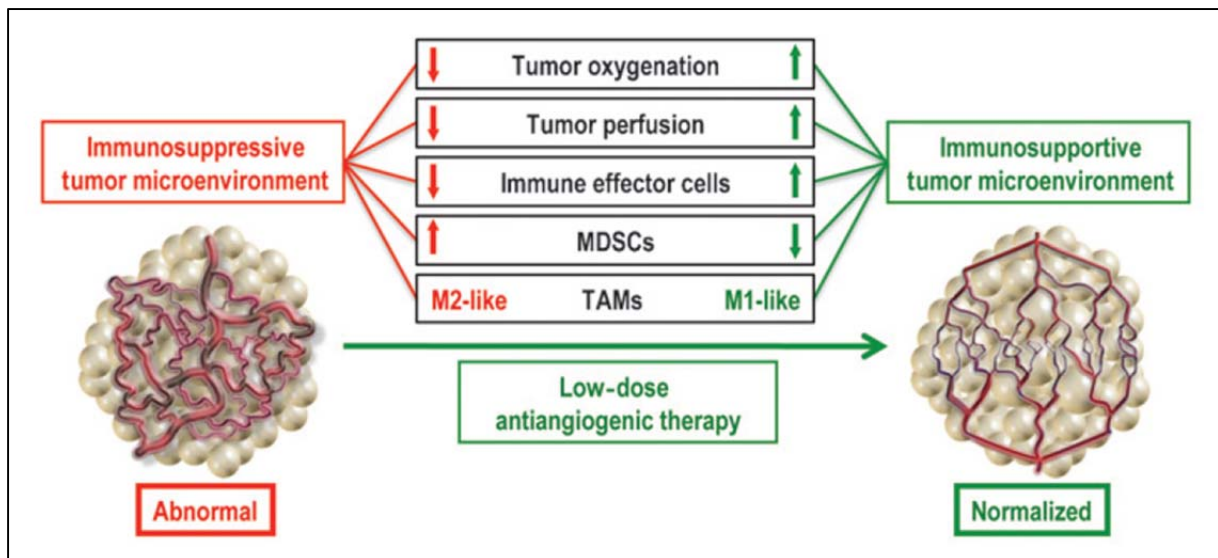 Tumor oxygenation
Tumor perfusion
Immune effector cells
MDSCs
M2-like TAMs M1-like
Immunosuppressive
tumor microenvironment
Immunosupportive
tumor microenvironment
Low-dose
antiangiogenic therapy
Abnormal
Normalized